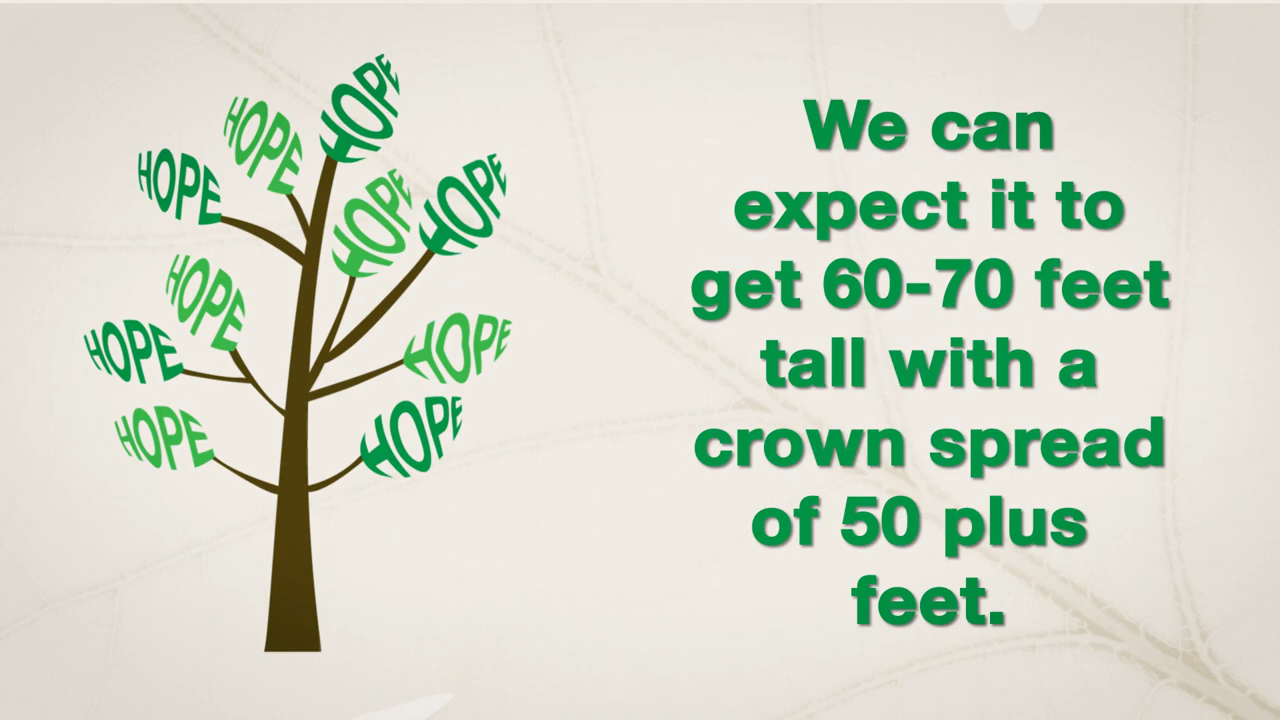 HOPE
HOPE
HOPE
HOPE
HOPE
HOPE
HOPE
HOPE
HOPE
HOPE
We can
expect it to
get 60-70 feet
tall with a
crown spread
of 50 plus
feet.